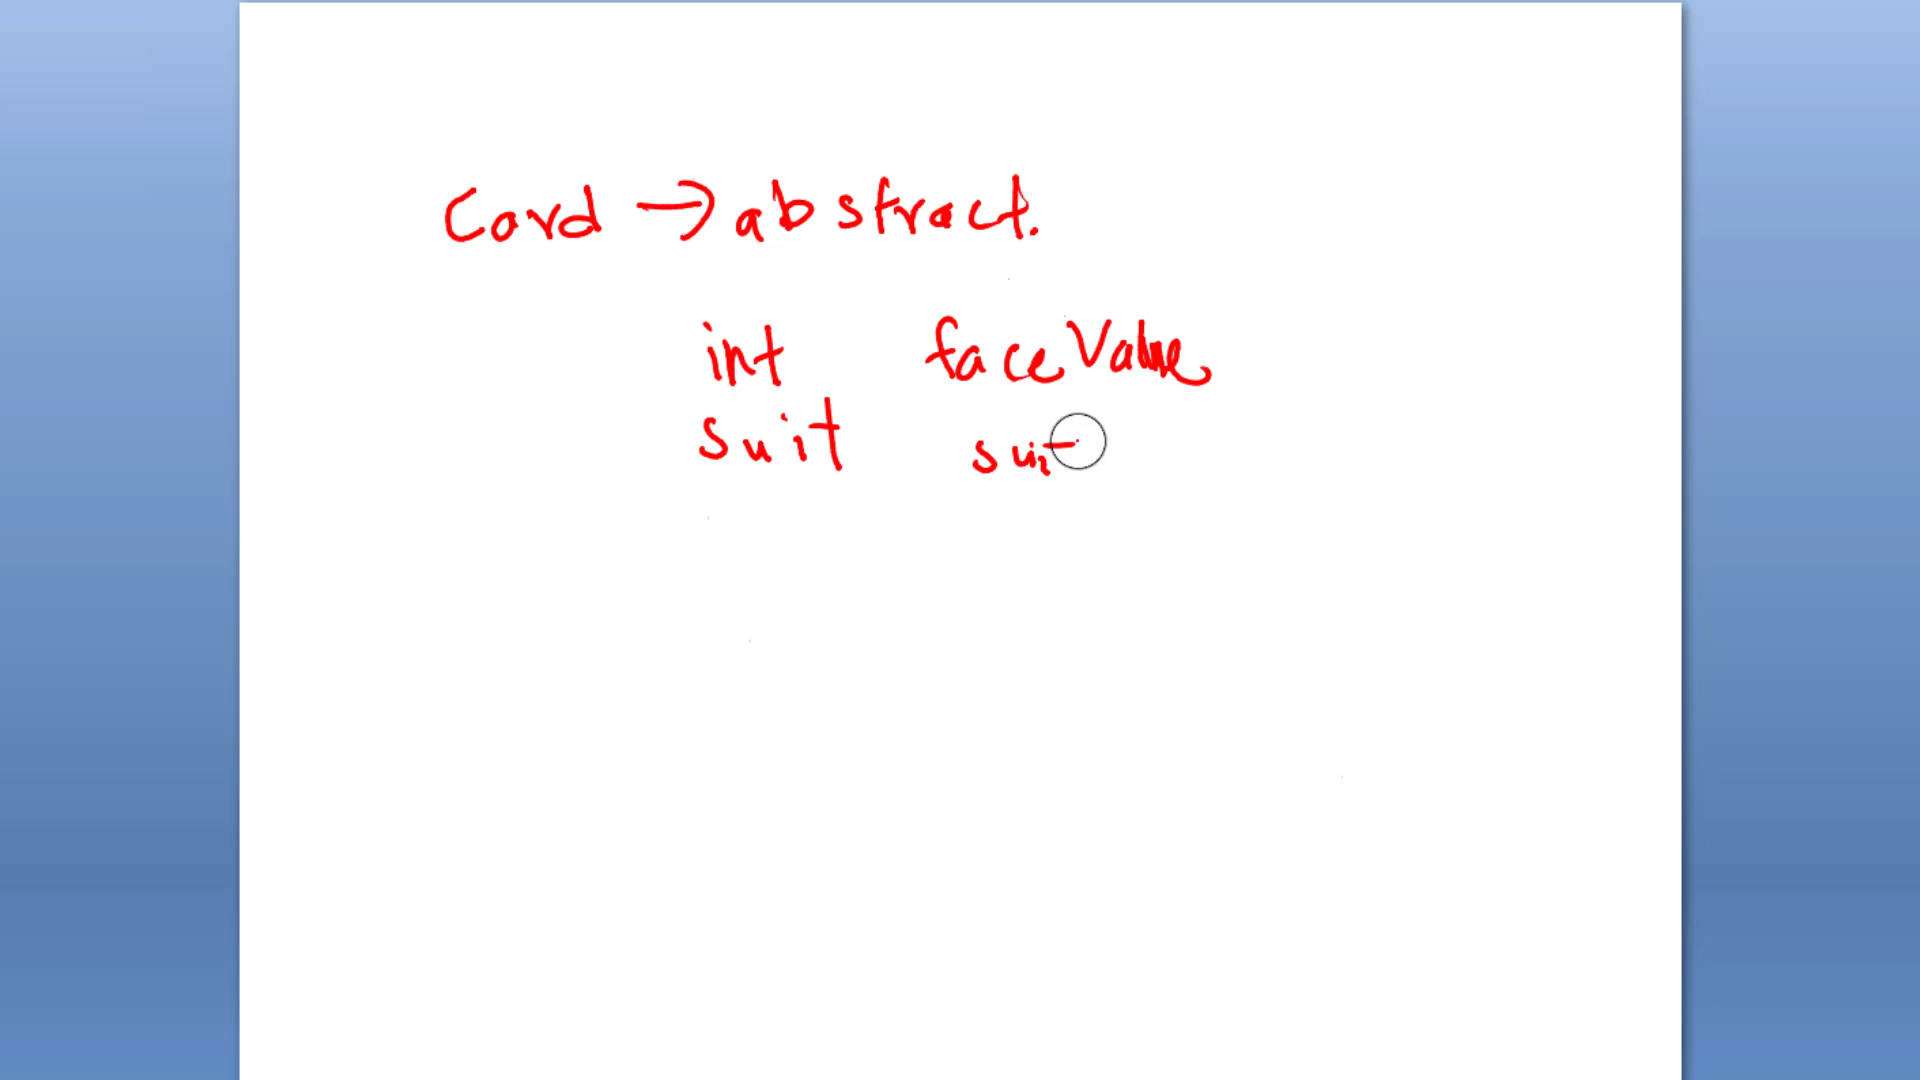 Card → abstract.
int faceValue
suit suit